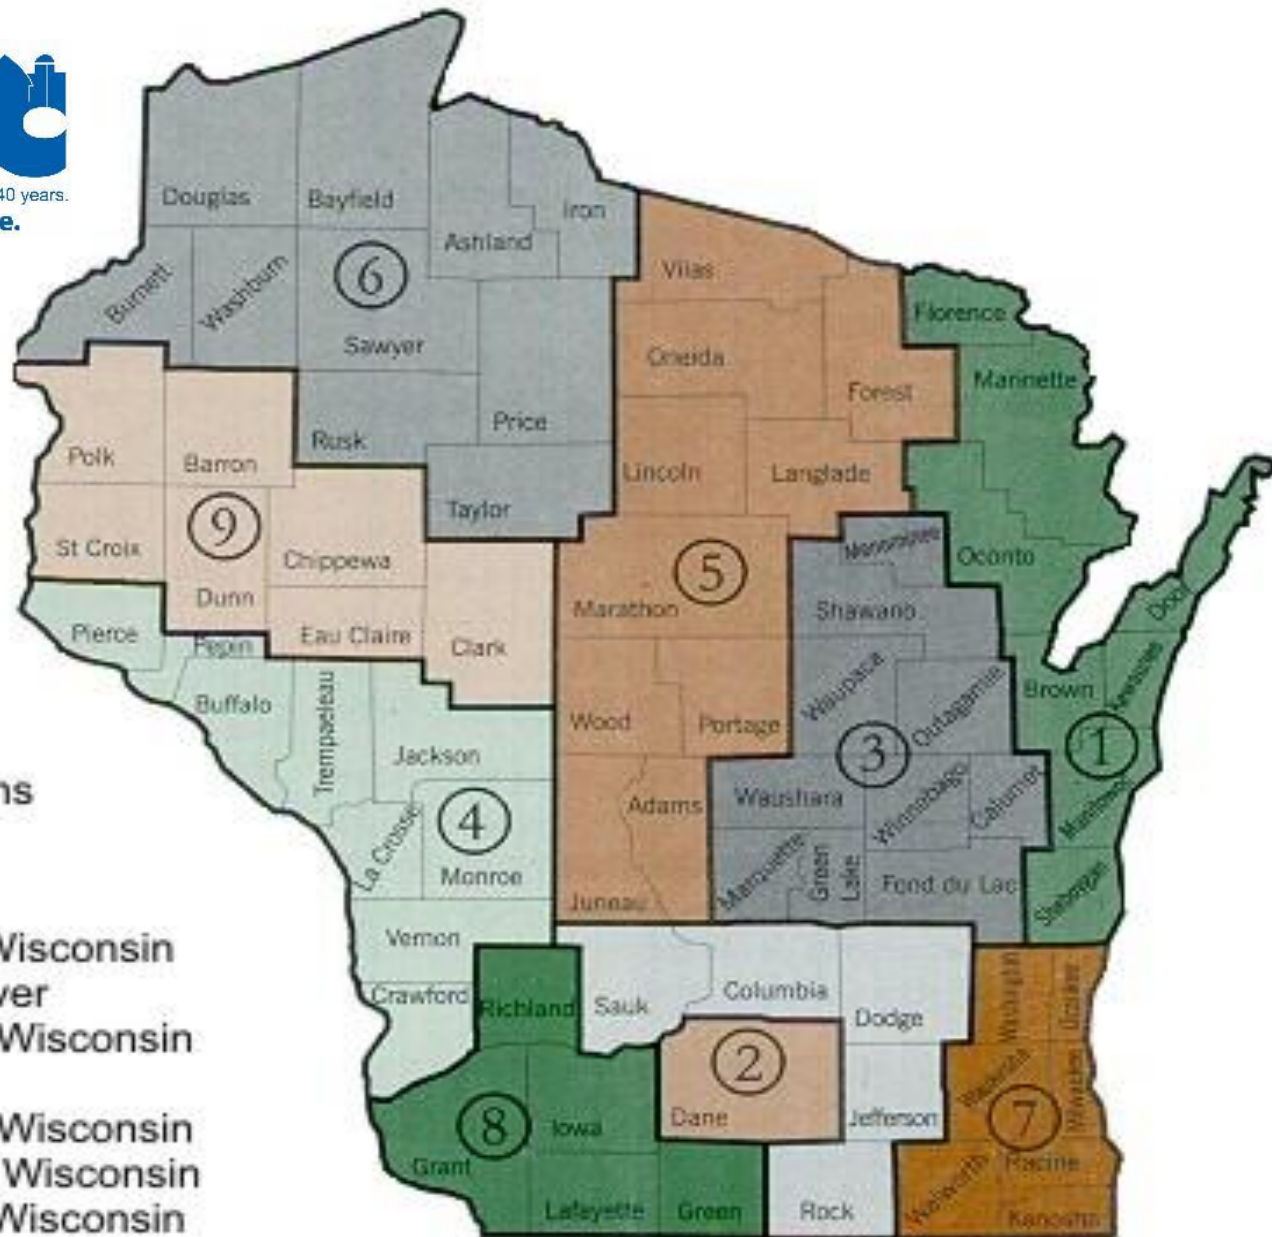 40 years.
e.
Douglas
Bayfield
Iron
Ashland
Burnett
Washburn
6
Sawyer
Vilas
Florence
Oneida
Marinette
Forest
Price
Rusk
Polk
Barron
Lincoln
Langlade
Taylor
9
St Croix
Chippewa
5
Menominee
Oconto
Dunn
Marathon
Shawano
Door
Pierce
Pepin
Eau Claire
Clark
Waupaca
Outagamie
Brown
Kewaunee
Buffalo
Trempaeleau
Wood
Portage
3
1
Jackson
ns
Adams
Waushara
Winnebago
Calumet
Manitowoc
La Crosse
4
Monroe
Marquette
Green
Lake
Fond du Lac
Sheboygan
Juneau
Vernon
Wisconsin
Crawford
Richland
Sauk
Columbia
Dodge
Washington
Ozaukee
ver
Wisconsin
2
Dane
Jefferson
Waukesha
7
8
Iowa
Wisconsin
Grant
Racine
Walworth
Wisconsin
Lafayette
Green
Rock
Kenosha
Wisconsin